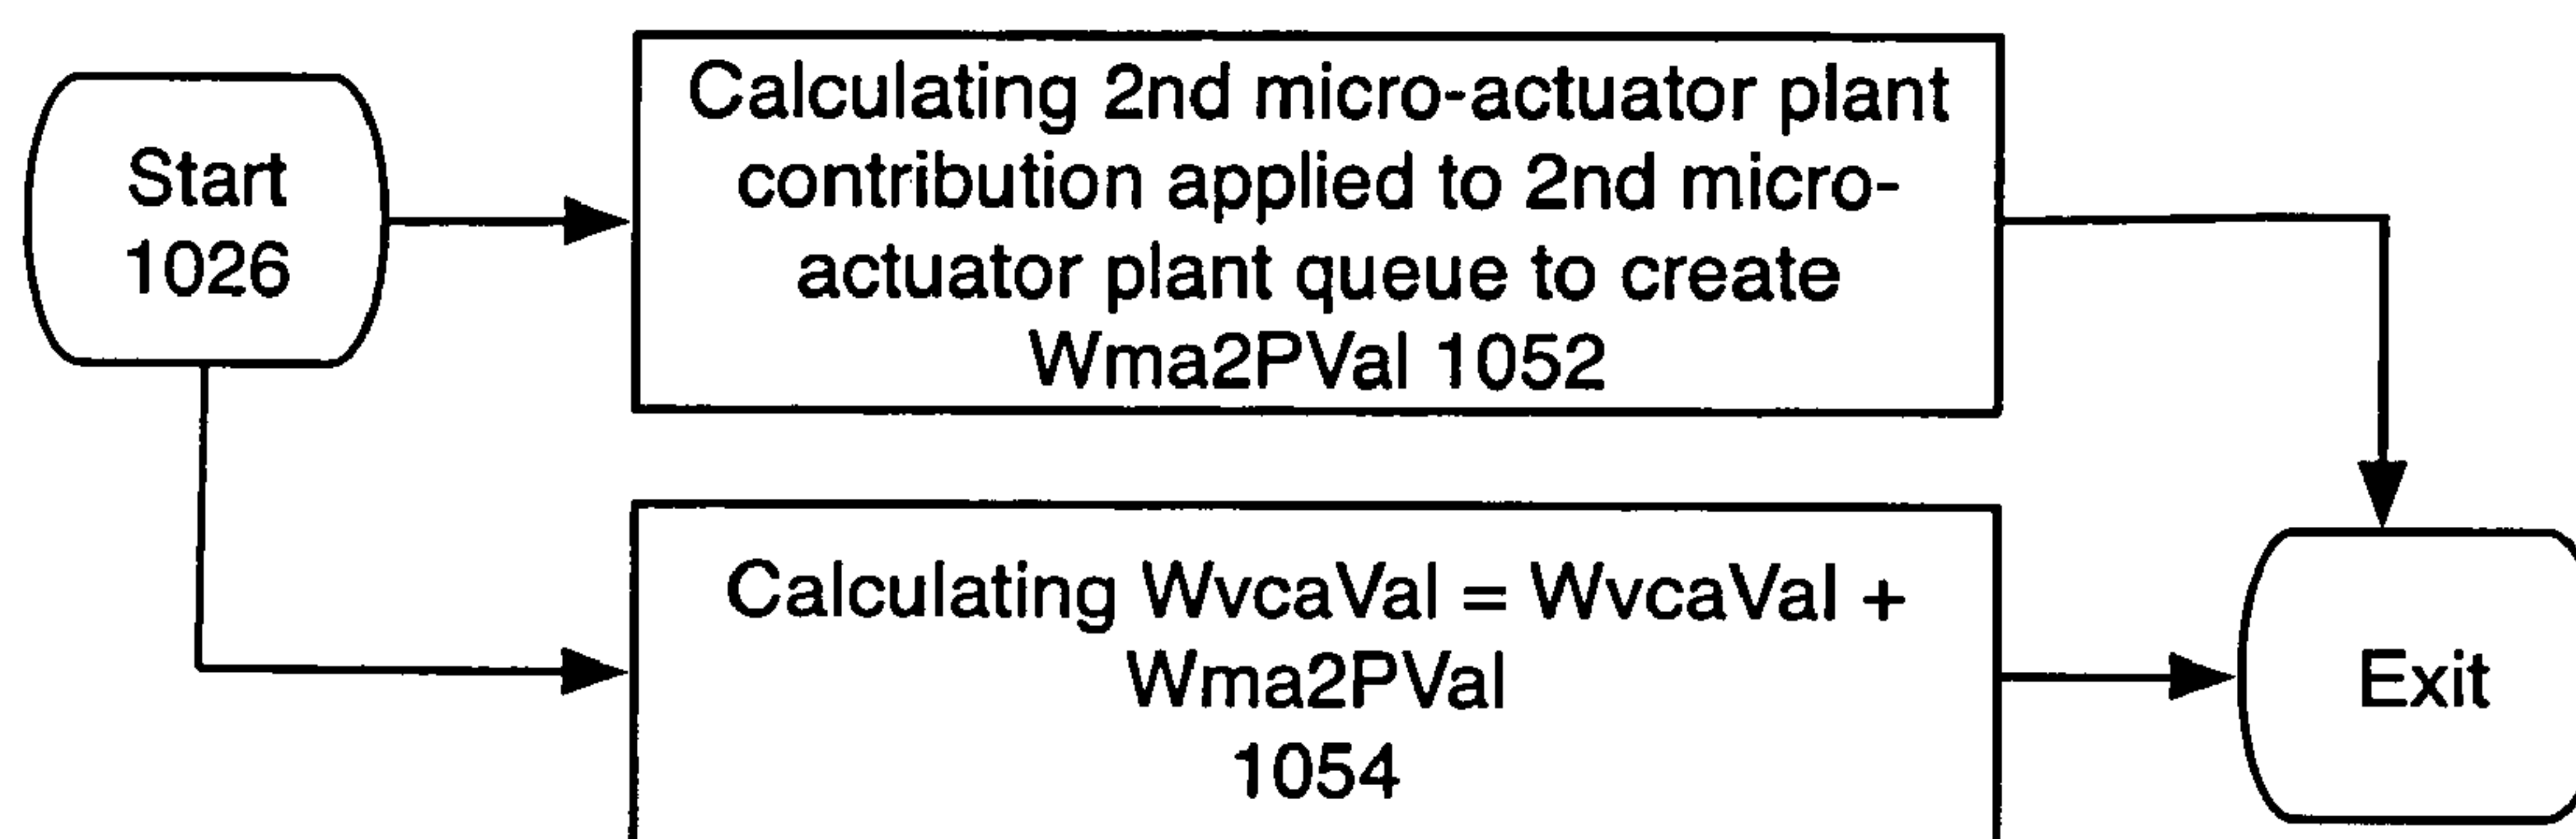 Start
1026
Calculating 2nd micro-actuator plant
contribution applied to 2nd micro-
actuator plant queue to create
Wma2PVal 1052
Calculating WvcaVal = WvcaVal +
Wma2PVal
1054
Exit